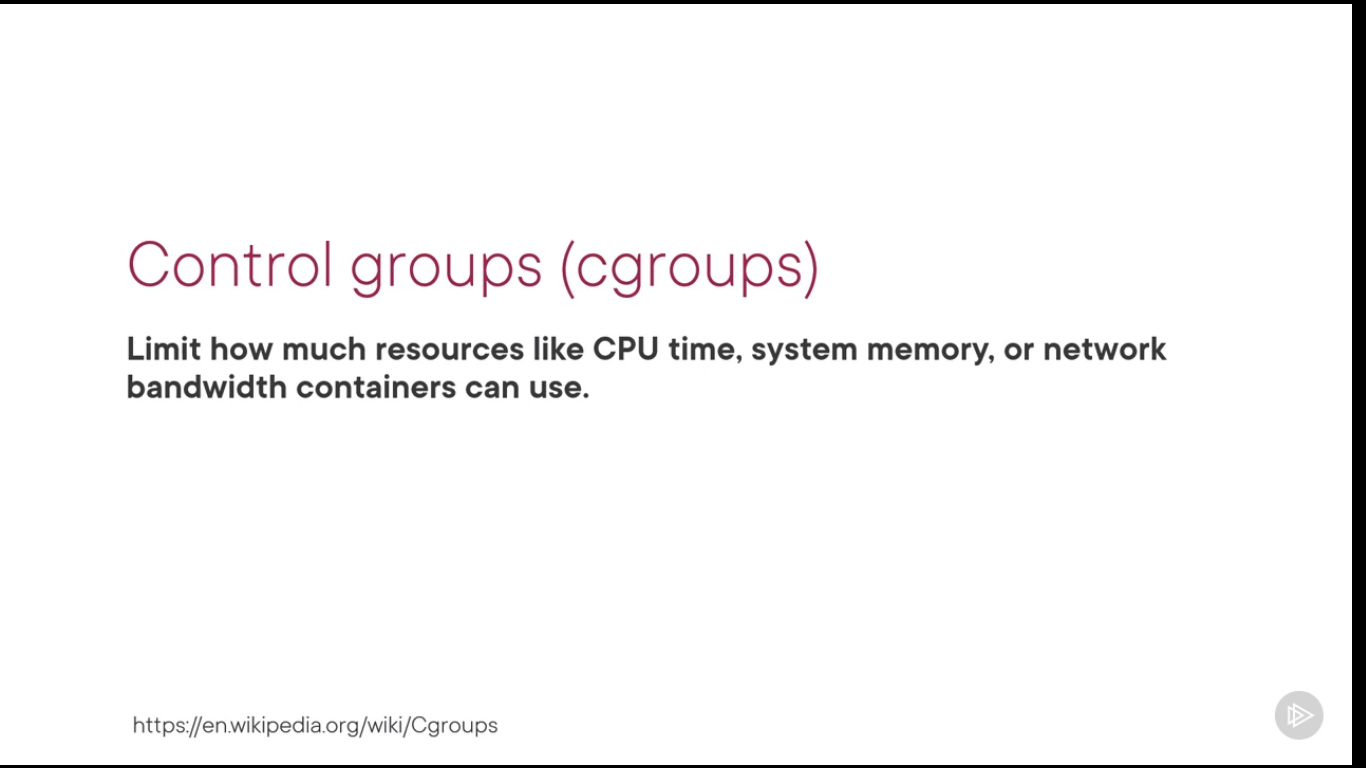 Control groups (cgroups)
Limit how much resources like CPU time, system memory, or network
bandwidth containers can use.
https://en.wikipedia.org/wiki/Cgroups